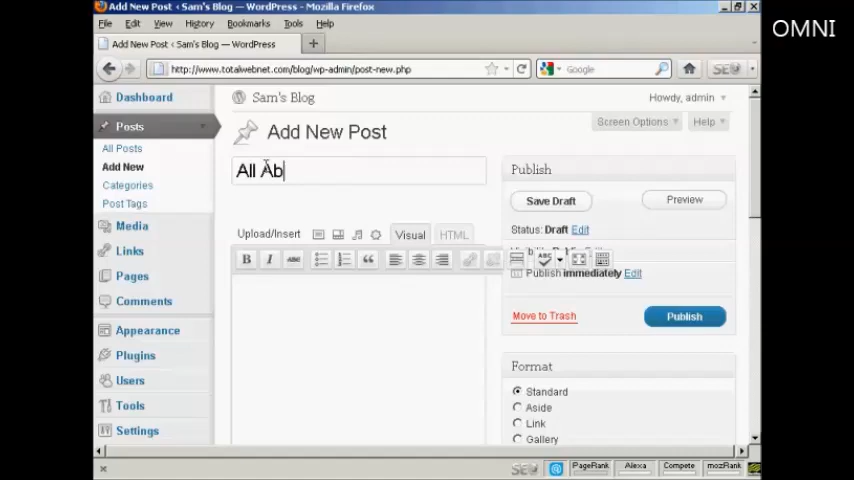 Add New Post ‹ Sam's Blog — WordPress - Mozilla Firefox
OMNI
File Edit View History Bookmarks Tools Help
Add New Post ‹ Sam's Blog — WordPress
http://www.totalwebnet.com/blog/wp-admin/post-new.php
Google
SEO
Dashboard
Sam's Blog
Howdy, admin
Posts
Add New Post
Screen Options
Help
All Posts
Add New
Categories
Post Tags
Media
Links
Pages
Comments
Appearance
Plugins
Users
Tools
Settings
All Ab
Upload/Insert
Visual
HTML
B I ABC
ABC
Publish
Save Draft
Preview
Status: Draft Edit
Publish immediately Edit
Move to Trash
Publish
Format
Standard
Aside
Link
Gallery
SEO
PageRank
Alexa
Compete
mozRank